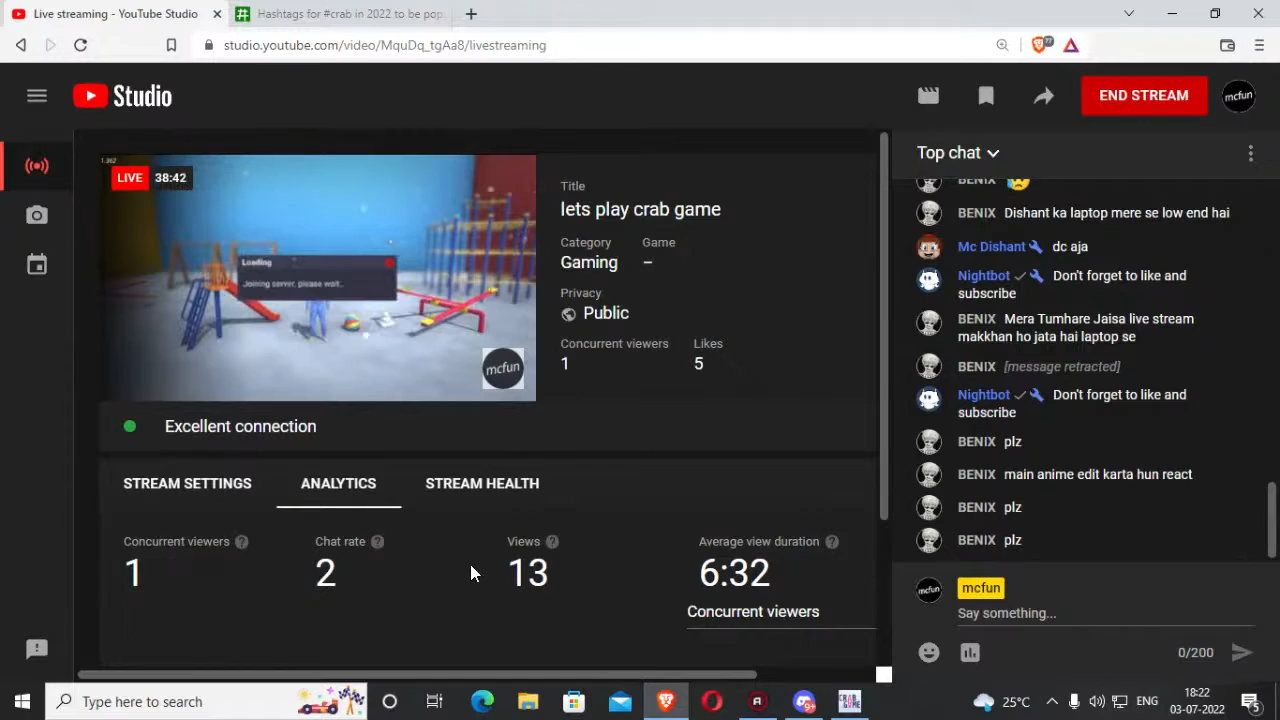 Live streaming - YouTube Studio
Hashtags for #crab in 2022 to be pop
studio.youtube.com/video/MquDq_tgAa8/livestreaming
77
Studio
END STREAM
mcfun
1.362
LIVE 38:42
Loading
Joining server, please wait..
mcfun
Title
lets play crab game
Category Game
Gaming –
Privacy
Public
Concurrent viewers Likes
1 5
Excellent connection
STREAM SETTINGS ANALYTICS STREAM HEALTH
Concurrent viewers Chat rate Views Average view duration
1 2 13 6:32
Concurrent viewers
Top chat
BENIX 😥
BENIX Dishant ka laptop mere se low end hai
Mc Dishant dc aja
Nightbot Don't forget to like and
subscribe
BENIX Mera Tumhare Jaisa live stream
makkhan ho jata hai laptop se
BENIX [message retracted]
Nightbot Don't forget to like and
subscribe
BENIX plz
BENIX main anime edit karta hun react
BENIX plz
BENIX plz
mcfun
mcfun
Say something...
0/200
Type here to search
CRAB GAME
25°C
ENG
18:22
03-07-2022
5